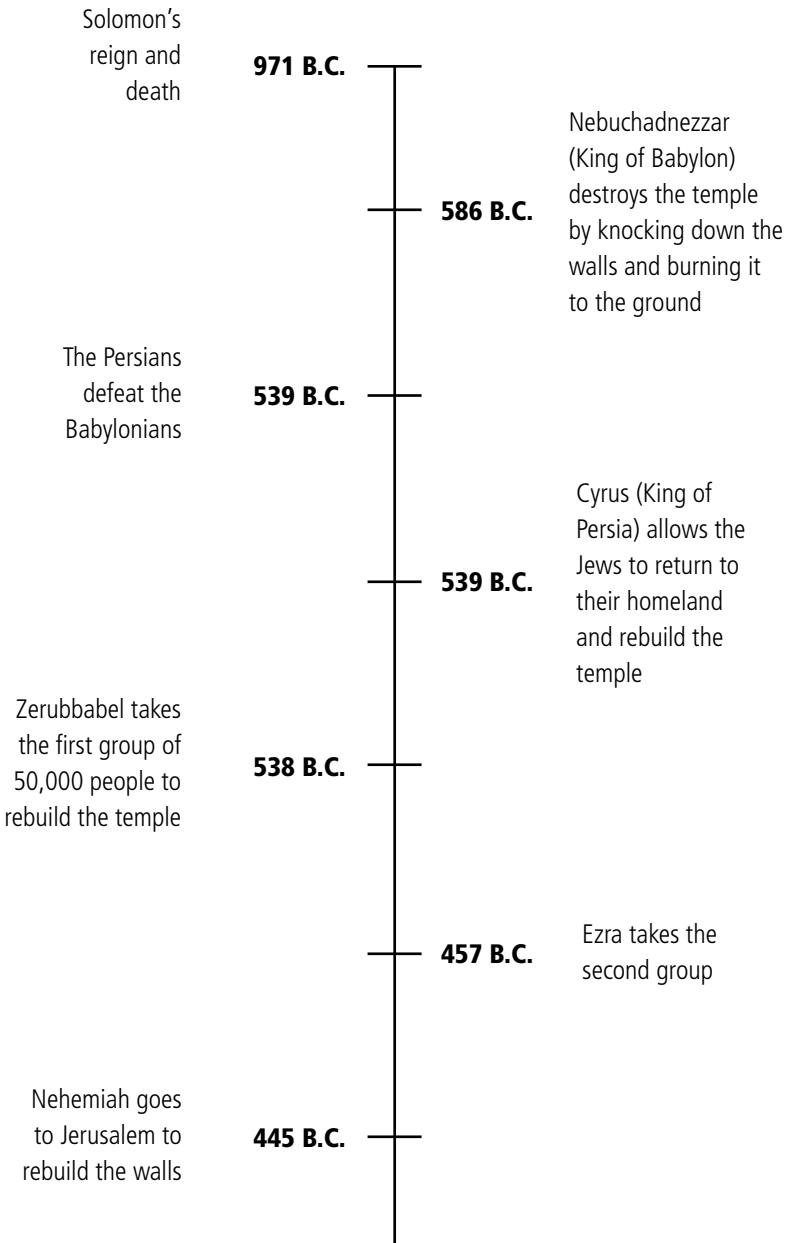 Solomon’s
reign and
death
971 B.C.
Nebuchadnezzar
(King of Babylon)
destroys the temple
by knocking down the
walls and burning it
to the ground
586 B.C.
The Persians
defeat the
Babylonians
539 B.C.
Cyrus (King of
Persia) allows the
Jews to return to
their homeland
and rebuild the
temple
539 B.C.
Zerubbabel takes
the first group of
50,000 people to
rebuild the temple
538 B.C.
Ezra takes the
second group
457 B.C.
Nehemiah goes
to Jerusalem to
rebuild the walls
445 B.C.